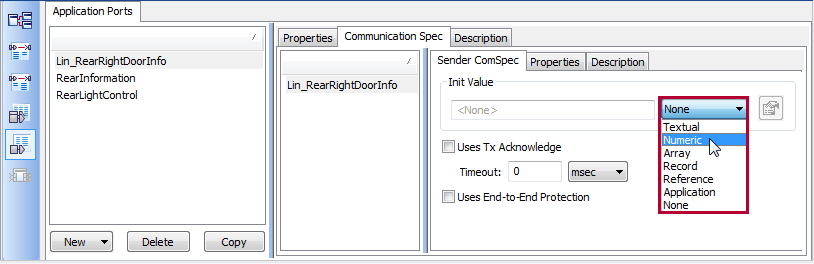 Application Ports
Lin_RearRightDoorInfo
RearInformation
RearLightControl
New
Delete
Copy
Properties
Communication Spec
Description
Lin_RearRightDoorInfo
Sender ComSpec
Properties
Description
Init Value
<None>
None
Textual
Numeric
Array
Record
Reference
Application
None
Uses Tx Acknowledge
Timeout: 0 msec
Uses End-to-End Protection